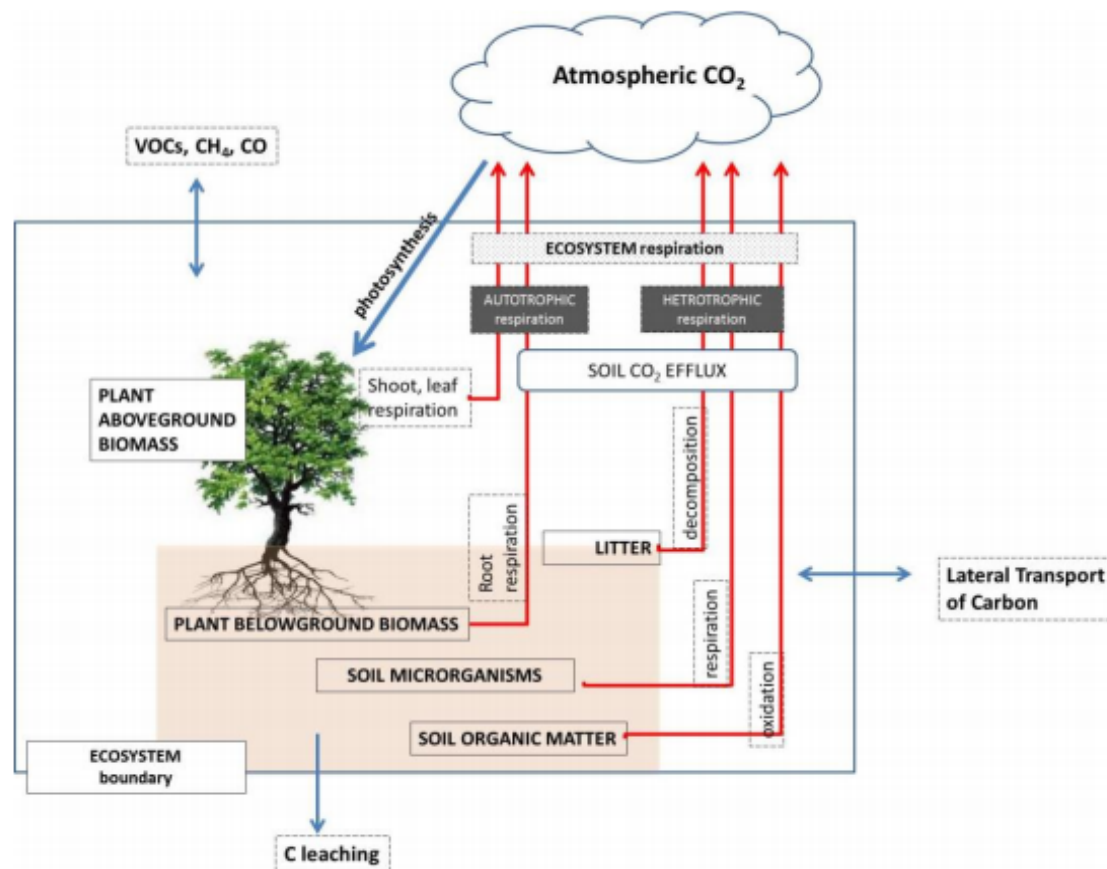 Atmospheric CO₂
VOCs, CH₄, CO
photosynthesis
ECOSYSTEM respiration
AUTOTROPHIC
respiration
HETROTROPHIC
respiration
SOIL CO₂ EFFLUX
Shoot, leaf
respiration
PLANT
ABOVEGROUND
BIOMASS
decomposition
Root
respiration
LITTER
Lateral Transport
of Carbon
PLANT BELOWGROUND BIOMASS
respiration
SOIL MICRORGANISMS
oxidation
SOIL ORGANIC MATTER
ECOSYSTEM
boundary
C leaching